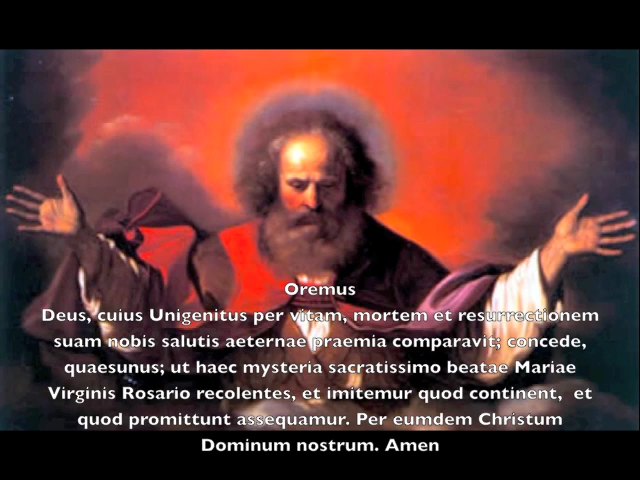 Oremus
Deus, cuius Unigenitus per vitam, mortem et resurrectionem
suam nobis salutis aeternae praemia comparavit; concede,
quaesunus; ut haec mysteria sacratissimo beatae Mariae
Virginis Rosario recolentes, et imitemur quod continent, et
quod promittunt assequamur. Per eumdem Christum
Dominum nostrum. Amen